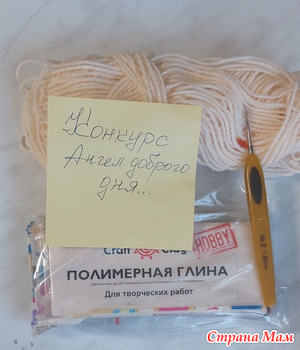 Конкурс
Ангел доброго
дня...
Craft Clay
HOBBY
ПОЛИМЕРНАЯ ГЛИНА
Для творческих работ
Страна Мам